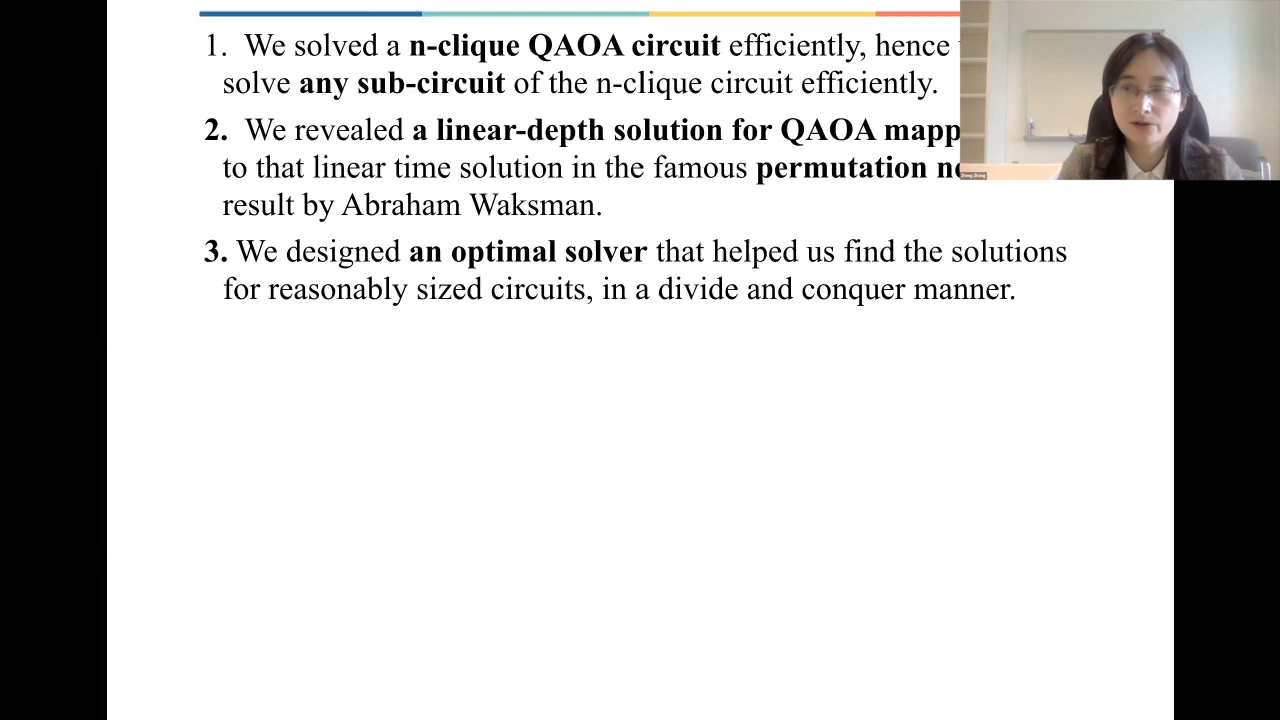 1. We solved a n-clique QAOA circuit efficiently, hence
solve any sub-circuit of the n-clique circuit efficiently.
2. We revealed a linear-depth solution for QAOA mapp
to that linear time solution in the famous permutation ne
result by Abraham Waksman.
3. We designed an optimal solver that helped us find the solutions
for reasonably sized circuits, in a divide and conquer manner.
Zheng Zhang